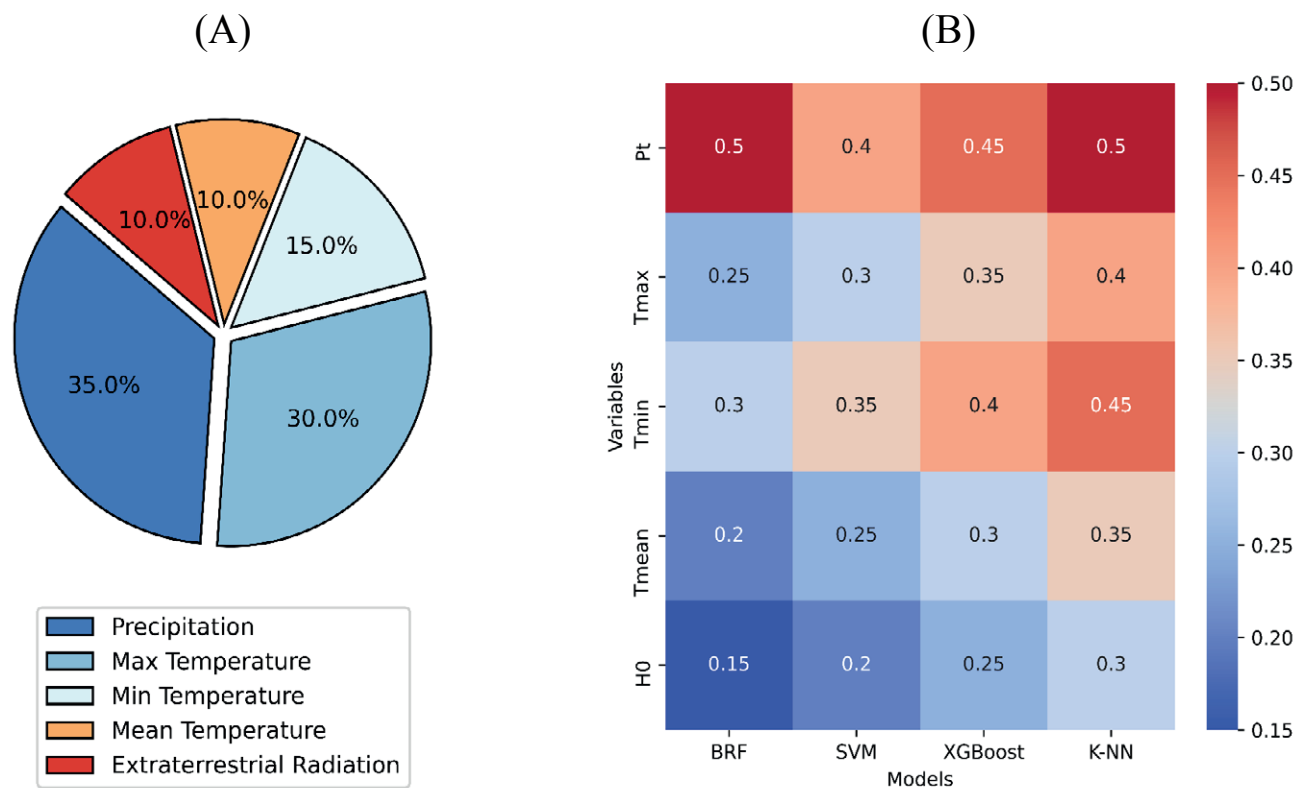 (A)
10.0%
10.0%
15.0%
35.0%
30.0%
Precipitation
Max Temperature
Min Temperature
Mean Temperature
Extraterrestrial Radiation
(B)
Variables
Pt
0.5 0.4 0.45 0.5
Tmax
0.25 0.3 0.35 0.4
Tmin
0.3 0.35 0.4 0.45
Tmean
0.2 0.25 0.3 0.35
H0
0.15 0.2 0.25 0.3
BRF SVM XGBoost K-NN
Models
0.50
0.45
0.40
0.35
0.30
0.25
0.20
0.15